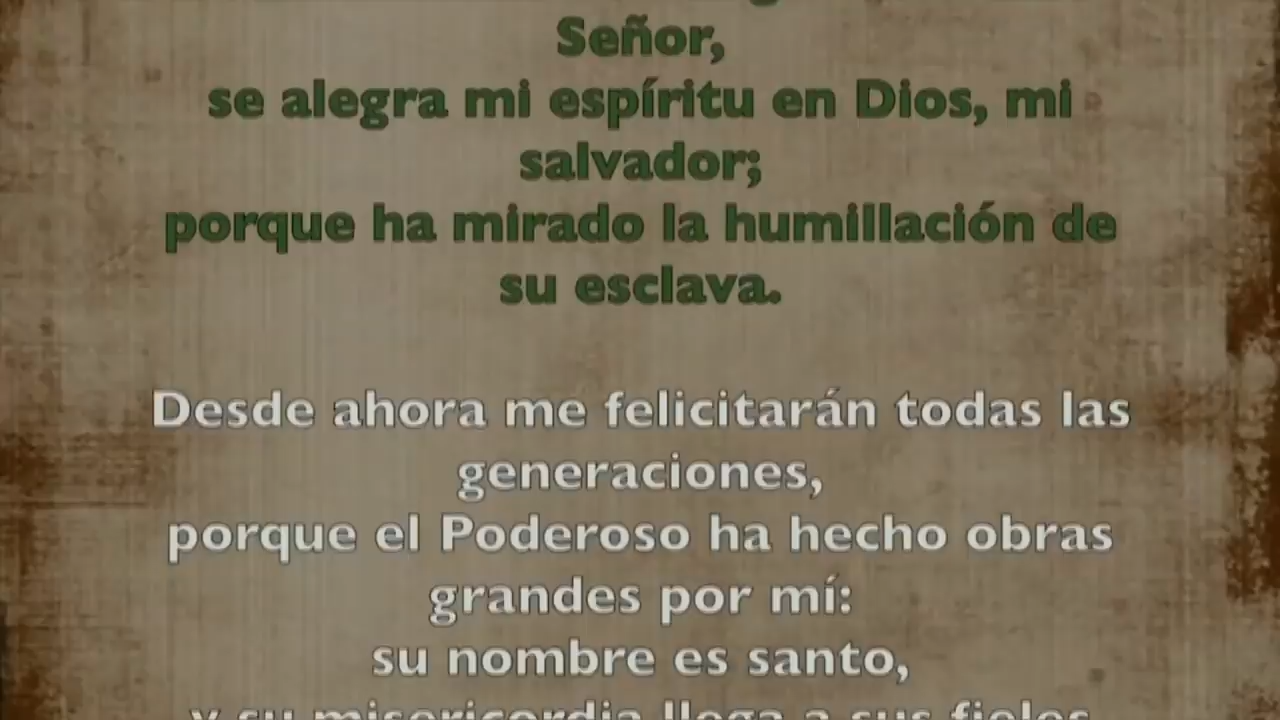 Señor,
se alegra mi espíritu en Dios, mi
salvador;
porque ha mirado la humillación de
su esclava.
Desde ahora me felicitarán todas las
generaciones,
porque el Poderoso ha hecho obras
grandes por mí:
su nombre es santo,
y su misericordia llega a sus fieles